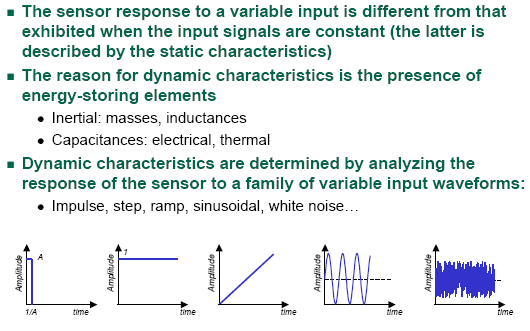 The sensor response to a variable input is different from that
exhibited when the input signals are constant (the latter is
described by the static characteristics)
The reason for dynamic characteristics is the presence of
energy-storing elements
Inertial: masses, inductances
Capacitances: electrical, thermal
Dynamic characteristics are determined by analyzing the
response of the sensor to a family of variable input waveforms:
Impulse, step, ramp, sinusoidal, white noise…
Amplitude
A
1/A
time
Amplitude
1
time
Amplitude
time
Amplitude
time
Amplitude
time